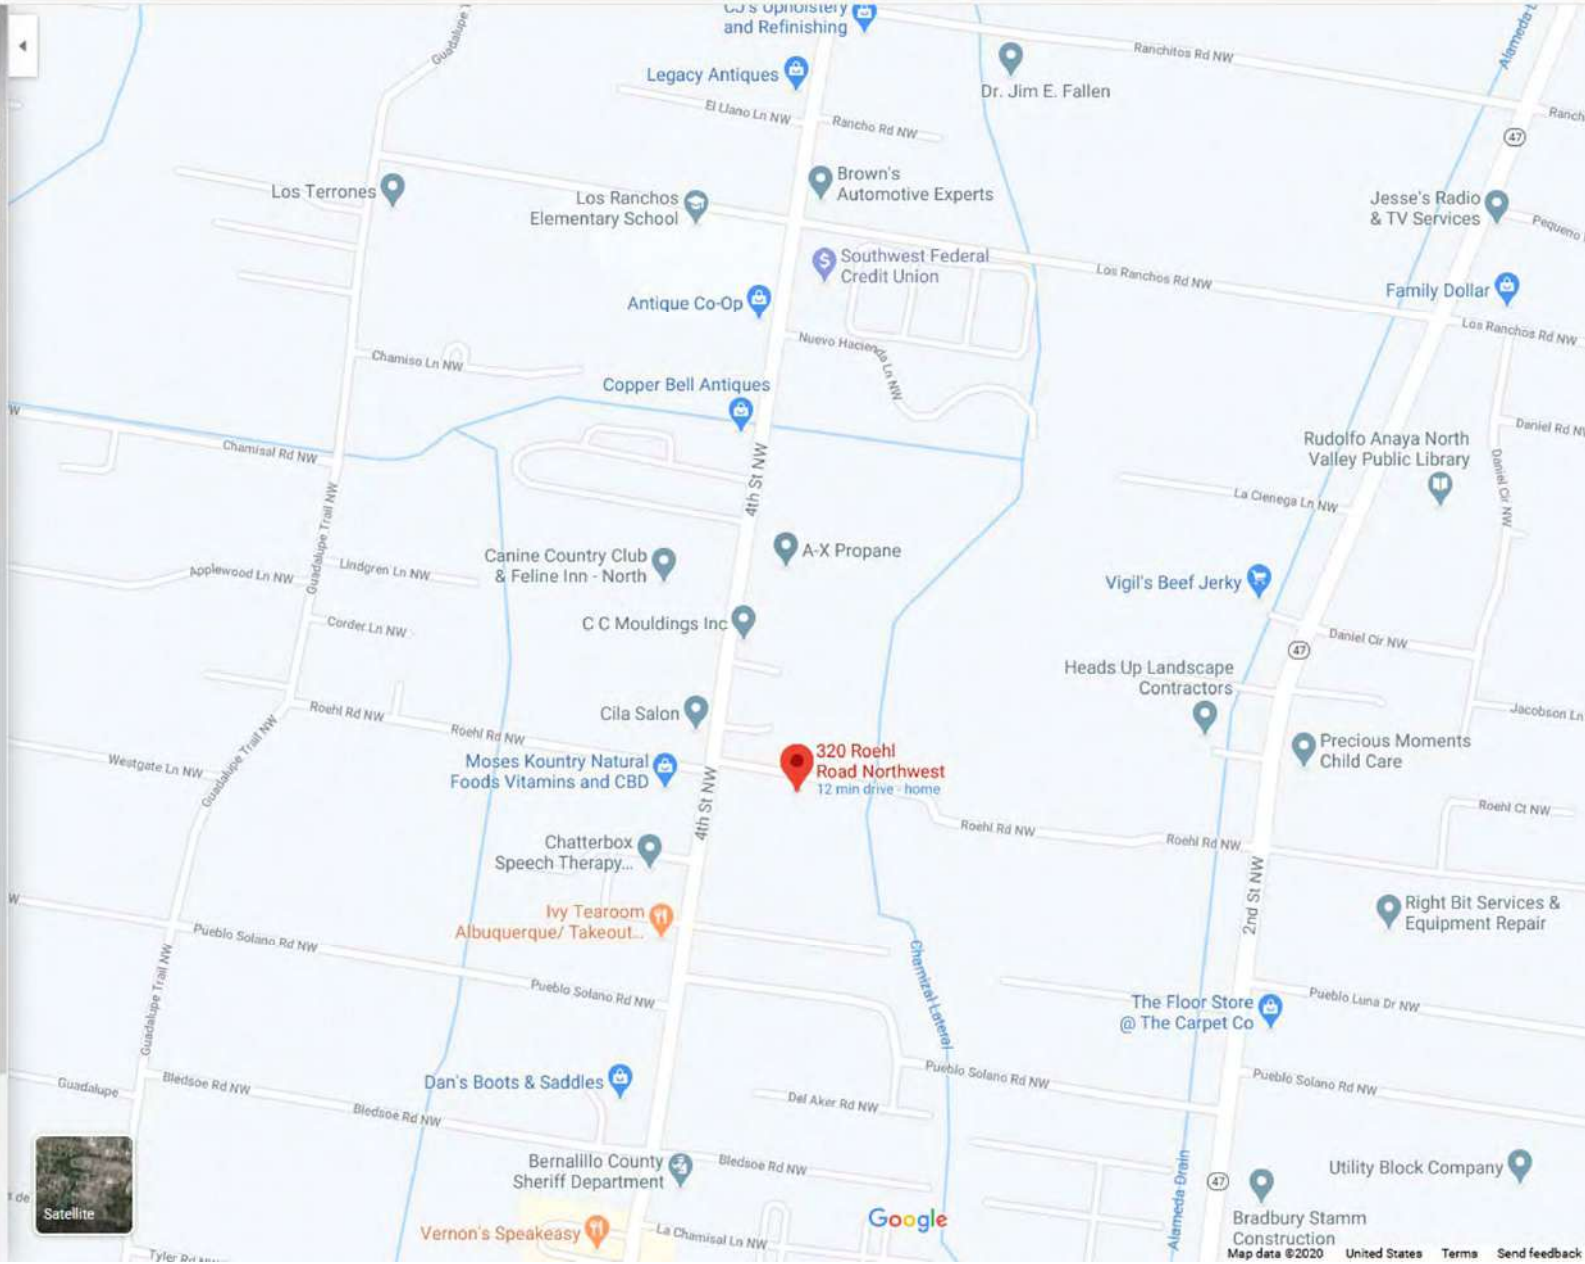 CJ's Upholstery
and Refinishing
Guadalupe T
Ranchitos Rd NW
Alameda
Legacy Antiques
Dr. Jim E. Fallen
El Llano Ln NW
Rancho Rd NW
Ranch
47
Los Terrones
Los Ranchos
Elementary School
Brown's
Automotive Experts
Jesse's Radio
& TV Services
Pequeno
Southwest Federal
Credit Union
Los Ranchos Rd NW
Family Dollar
Antique Co-Op
Los Ranchos Rd NW
Nuevo Hacienda Ln NW
Chamiso Ln NW
Copper Bell Antiques
W
Chamisal Rd NW
Daniel Rd NW
Rudolfo Anaya North
Valley Public Library
Daniel Cir NW
4th St NW
La Cienega Ln NW
Guadalupe Trail NW
Canine Country Club
& Feline Inn - North
A-X Propane
Applewood Ln NW
Lindgren Ln NW
Vigil's Beef Jerky
C C Mouldings Inc
Corder Ln NW
Daniel Cir NW
47
Heads Up Landscape
Contractors
Cila Salon
Roehl Rd NW
Roehl Rd NW
Jacobson Ln
Guadalupe Trail NW
Westgate Ln NW
Moses Kountry Natural
Foods Vitamins and CBD
320 Roehl
Road Northwest
12 min drive - home
Precious Moments
Child Care
4th St NW
Roehl Ct NW
Roehl Rd NW
Roehl Rd NW
Chatterbox
Speech Therapy...
2nd St NW
W
Ivy Tearoom
Albuquerque/ Takeout...
Right Bit Services &
Equipment Repair
Pueblo Solano Rd NW
Guadalupe Trail NW
Chamizal Lateral
Pueblo Solano Rd NW
The Floor Store
@ The Carpet Co
Pueblo Luna Dr NW
Guadalupe
Bledsoe Rd NW
Dan's Boots & Saddles
Pueblo Solano Rd NW
Pueblo Solano Rd NW
Bledsoe Rd NW
Del Aker Rd NW
Bernalillo County
Sheriff Department
Bledsoe Rd NW
Alameda Drain
47
Utility Block Company
de
Satellite
Vernon's Speakeasy
La Chamisal Ln NW
Google
Bradbury Stamm
Construction
Tyler Rd NW
Map data ©2020 United States Terms Send feedback